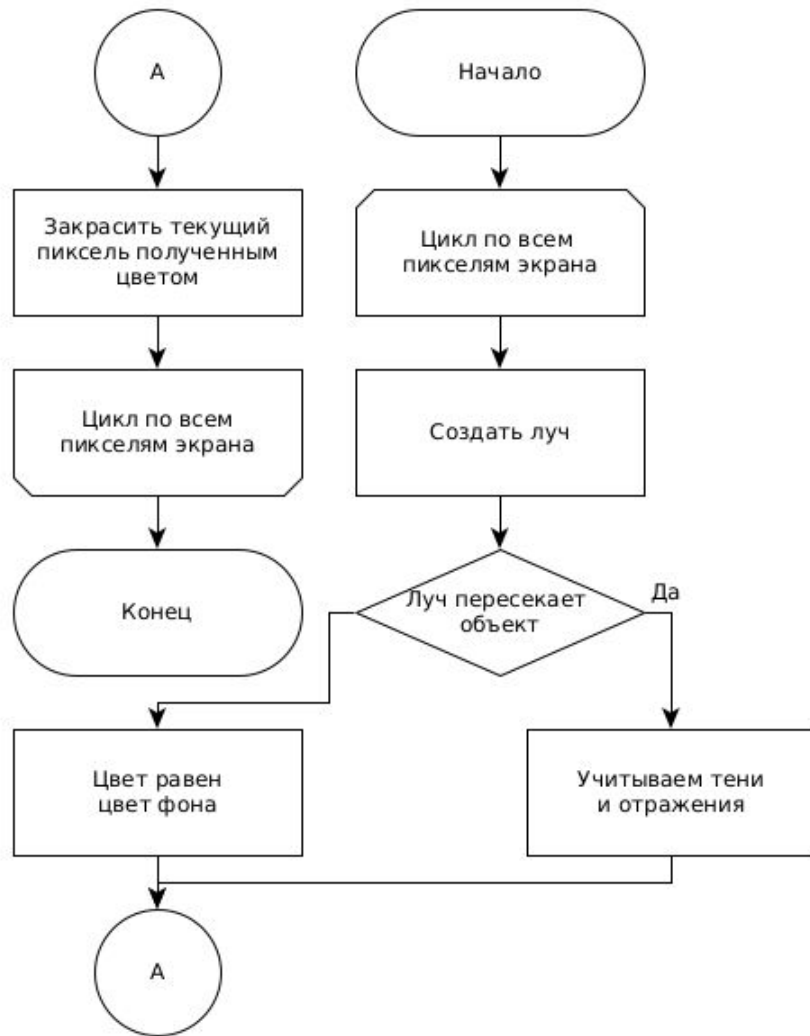 А
Закрасить текущий
пиксель полученным
цветом
Цикл по всем
пикселям экрана
Конец
Начало
Цикл по всем
пикселям экрана
Создать луч
Луч пересекает
объект
Да
Цвет равен
цвет фона
Учитываем тени
и отражения
А